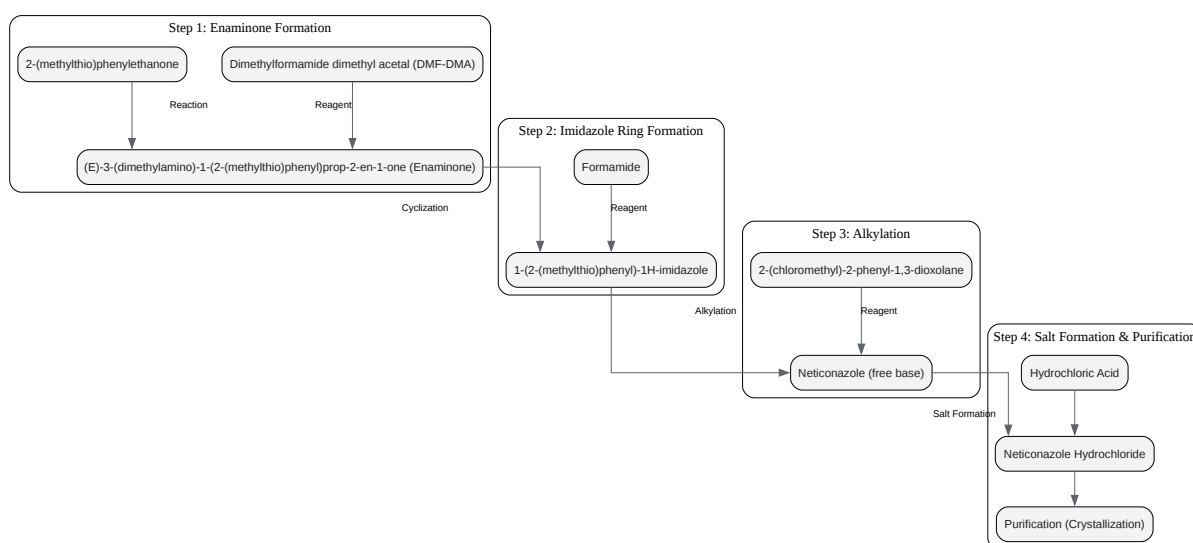 Step 1: Enaminone Formation
2-(methylthio)phenylethanone
Dimethylformamide dimethyl acetal (DMF-DMA)
Reaction
Reagent
(E)-3-(dimethylamino)-1-(2-(methylthio)phenyl)prop-2-en-1-one (Enaminone)
Cyclization
Step 2: Imidazole Ring Formation
Formamide
Reagent
1-(2-(methylthio)phenyl)-1H-imidazole
Alkylation
Step 3: Alkylation
2-(chloromethyl)-2-phenyl-1,3-dioxolane
Reagent
Neticonazole (free base)
Salt Formation
Step 4: Salt Formation & Purification
Hydrochloric Acid
Neticonazole Hydrochloride
Purification (Crystallization)